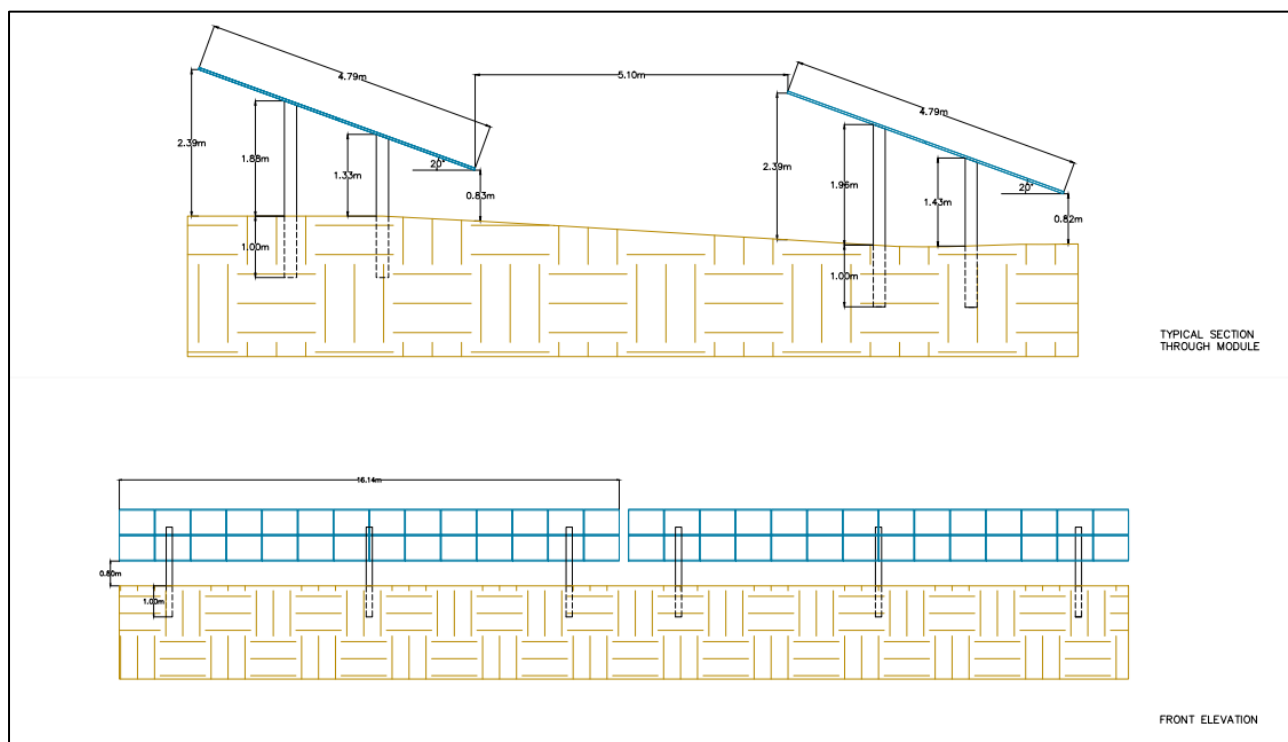 4.79m
5.10m
4.79m
2.39m
1.88m
1.33m
20°
0.83m
2.39m
1.96m
1.43m
20°
0.82m
1.00m
1.00m
TYPICAL SECTION
THROUGH MODULE
16.14m
0.80m
1.00m
FRONT ELEVATION